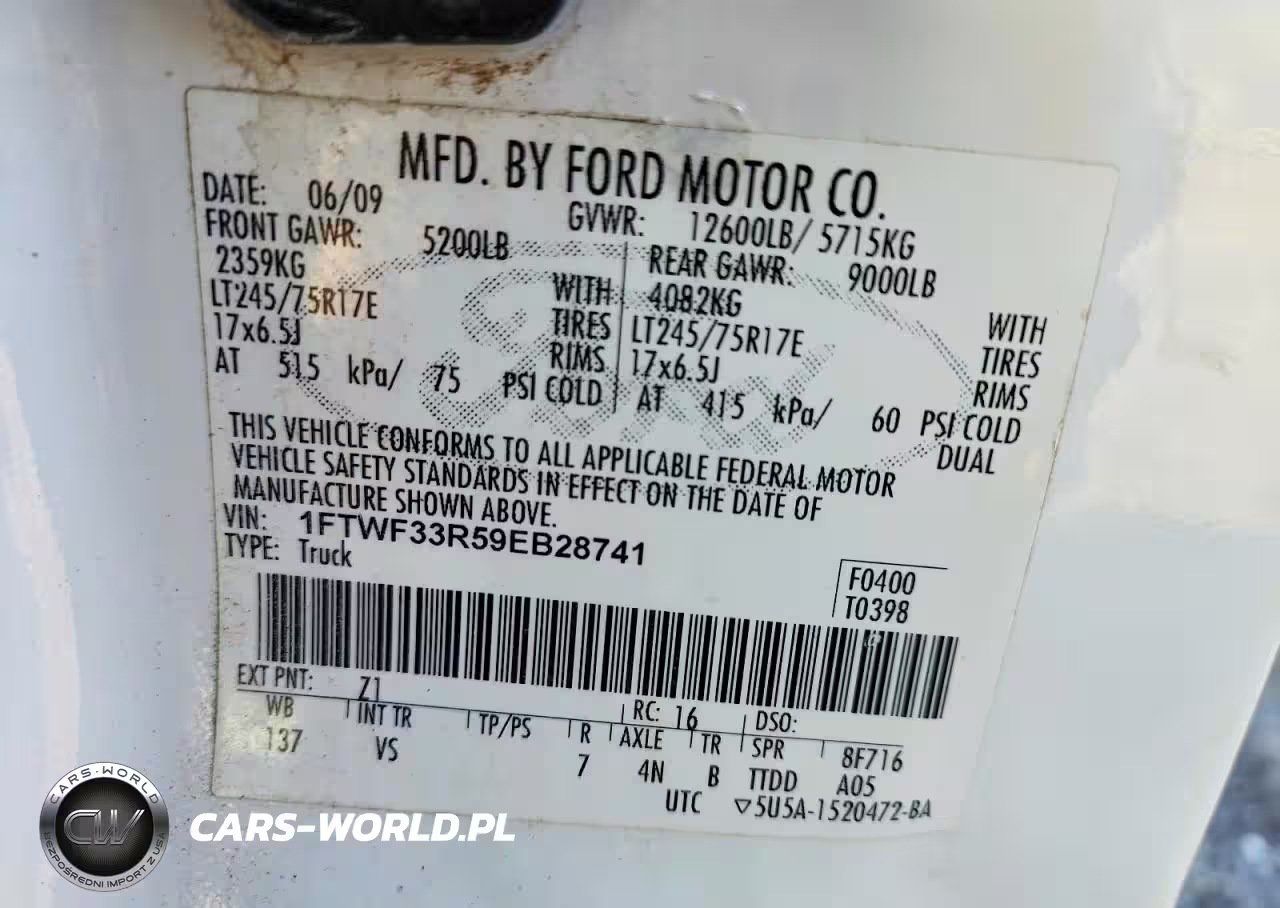 MFD. BY FORD MOTOR CO.
DATE: 06/09 GVWR: 12600LB/ 5715KG
FRONT GAWR: 5200LB REAR GAWR: 9000LB
2359KG WITH 4082KG WITH
LT245/75R17E TIRES LT245/75R17E TIRES
17x6.5J RIMS 17x6.5J RIMS
AT 515 kPa/ 75 PSI COLD AT 415 kPa/ 60 PSI COLD
DUAL
THIS VEHICLE CONFORMS TO ALL APPLICABLE FEDERAL MOTOR
VEHICLE SAFETY STANDARDS IN EFFECT ON THE DATE OF
MANUFACTURE SHOWN ABOVE.
VIN: 1FTWF33R59EB28741
TYPE: Truck
F0400
T0398
EXT PNT: Z1 RC: 16 DSO:
WB INT TR TP/PS R AXLE TR SPR 8F716
137 VS 7 4N B TTDD A05
UTC ▽5U5A-1520472-BA
Ford
CARS-WORLD
CW
BEZPOŚREDNI IMPORT Z USA
CARS-WORLD.PL